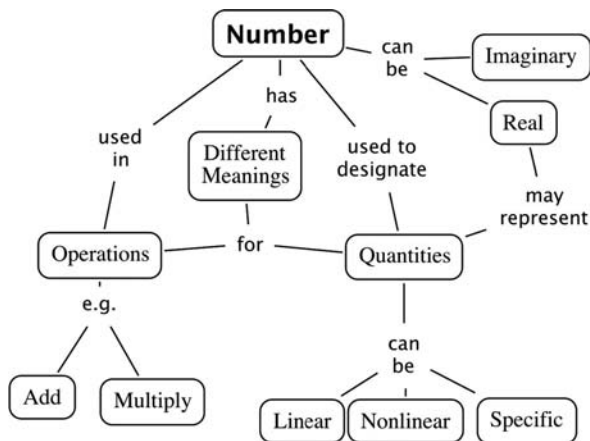 Number
can
be
Imaginary
has
Real
used
in
Different
Meanings
used to
designate
may
represent
Operations
for
Quantities
e.g.
can
be
Add
Multiply
Linear
Nonlinear
Specific